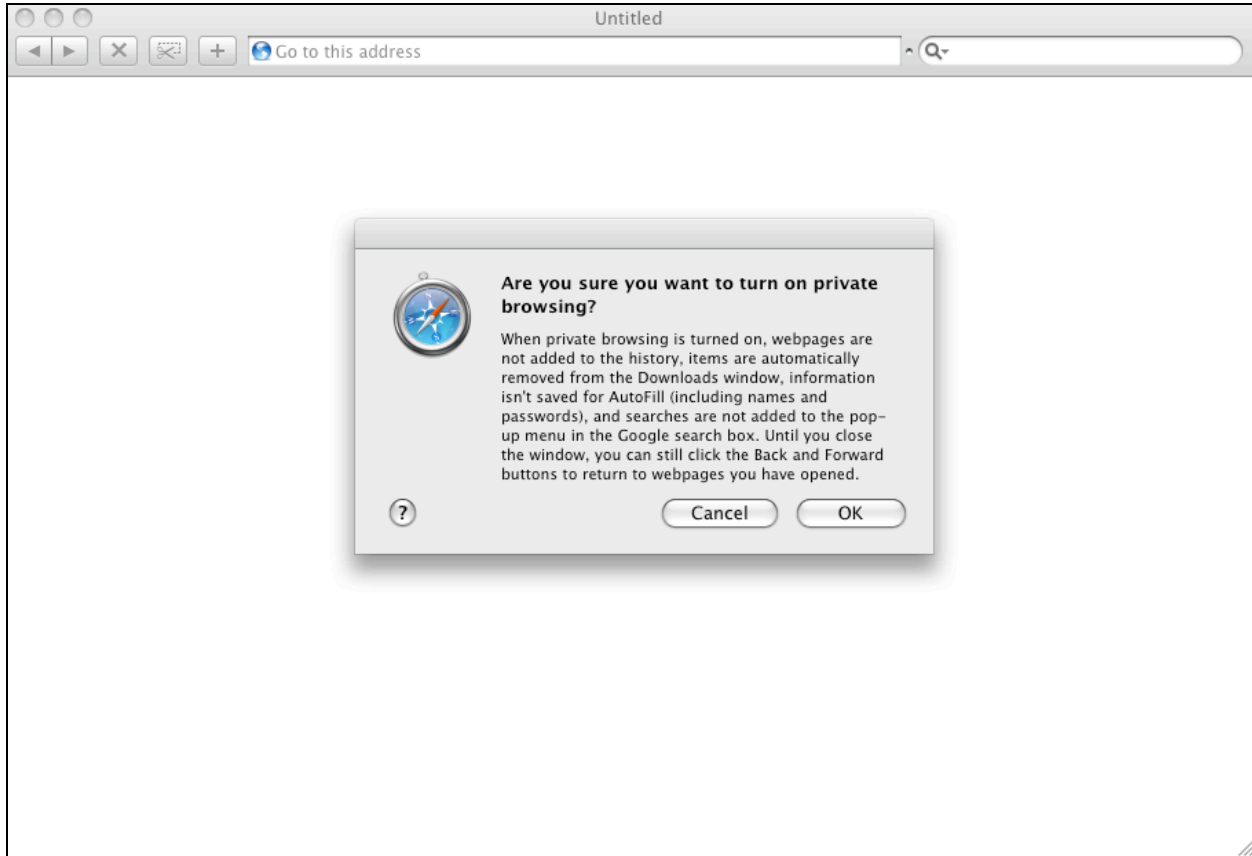 Untitled
Go to this address
Are you sure you want to turn on private
browsing?
When private browsing is turned on, webpages are
not added to the history, items are automatically
removed from the Downloads window, information
isn't saved for AutoFill (including names and
passwords), and searches are not added to the pop-
up menu in the Google search box. Until you close
the window, you can still click the Back and Forward
buttons to return to webpages you have opened.
? Cancel OK